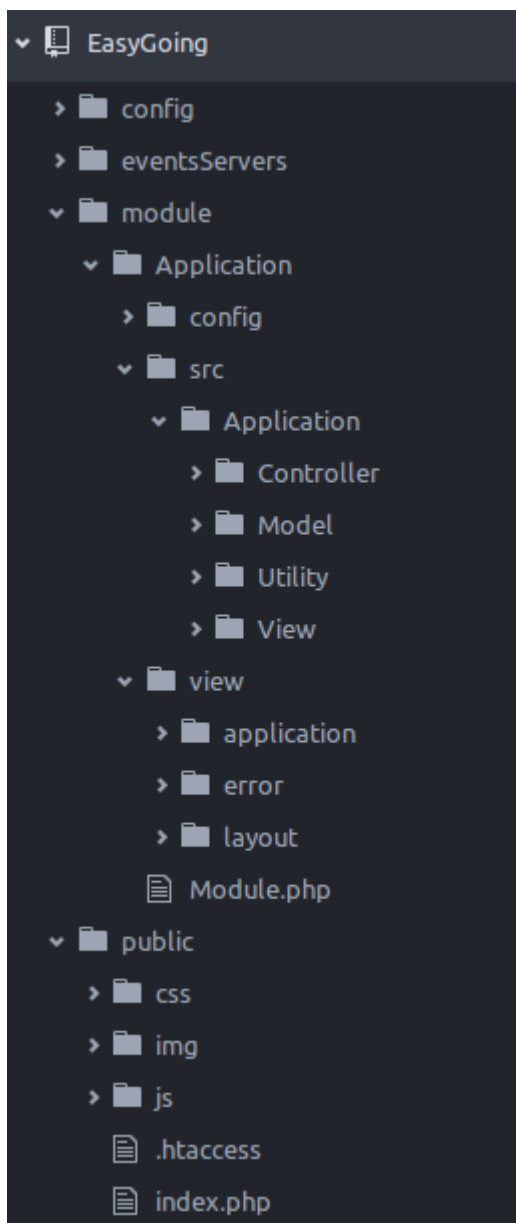 EasyGoing
config
eventsServers
module
Application
config
src
Application
Controller
Model
Utility
View
view
application
error
layout
Module.php
public
css
img
js
.htaccess
index.php